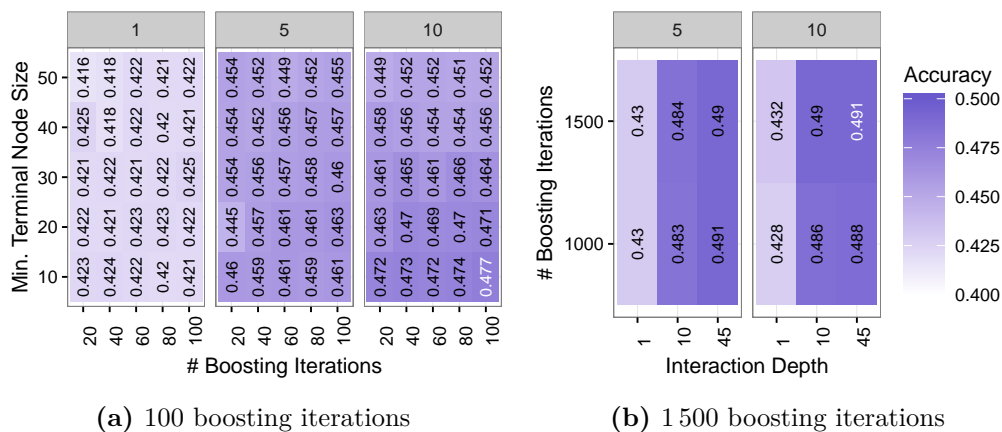 1 5 10
Min. Terminal Node Size
50 0.416 0.418 0.422 0.421 0.422 0.454 0.452 0.449 0.452 0.455 0.449 0.452 0.452 0.451 0.452
40 0.425 0.418 0.422 0.42 0.421 0.454 0.452 0.456 0.457 0.457 0.458 0.456 0.454 0.454 0.456
30 0.421 0.422 0.421 0.422 0.425 0.454 0.456 0.457 0.458 0.46 0.461 0.465 0.461 0.466 0.464
20 0.422 0.421 0.423 0.423 0.422 0.445 0.457 0.461 0.461 0.463 0.463 0.47 0.469 0.47 0.471
10 0.423 0.424 0.422 0.42 0.421 0.46 0.459 0.461 0.459 0.461 0.472 0.473 0.472 0.474 0.477
20 40 60 80 100 20 40 60 80 100 20 40 60 80 100
# Boosting Iterations
(a) 100 boosting iterations
5 10
# Boosting Iterations
1500 0.43 0.484 0.49 0.432 0.49 0.491
1000 0.43 0.483 0.491 0.428 0.486 0.488
1 10 45 1 10 45
Interaction Depth
Accuracy
0.500
0.475
0.450
0.425
0.400
(b) 1 500 boosting iterations